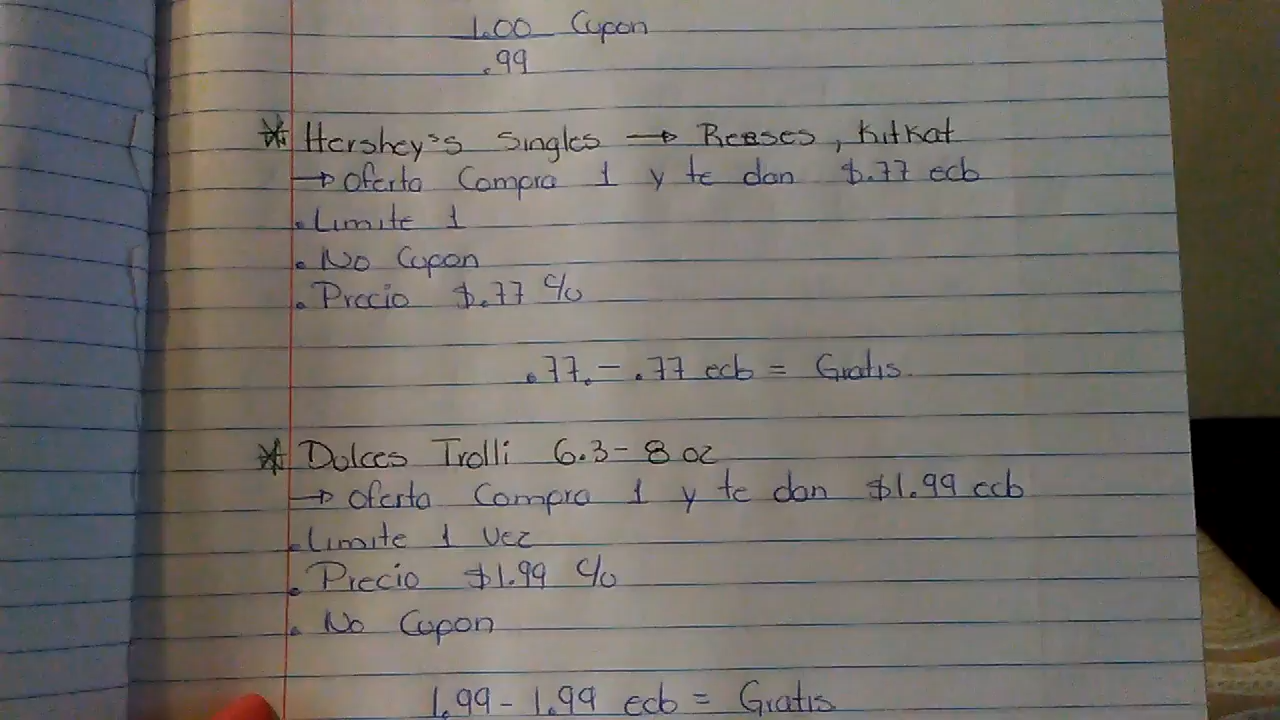 1.00 Cupon
.99
* Hershey's Singles → Reeses, KitKat
→ oferta Compra 1 y te dan $.77 ecb
. Limite 1
. No Cupon
. Precio $.77 c/u
.77.- .77 ecb = Gratis.
* Dulces Trolli 6.3-8 oz
→ oferta Compra 1 y te dan $1.99 ecb
. Limite 1 vez
. Precio $1.99 c/u
. No Cupon
1.99 - 1.99 ecb = Gratis